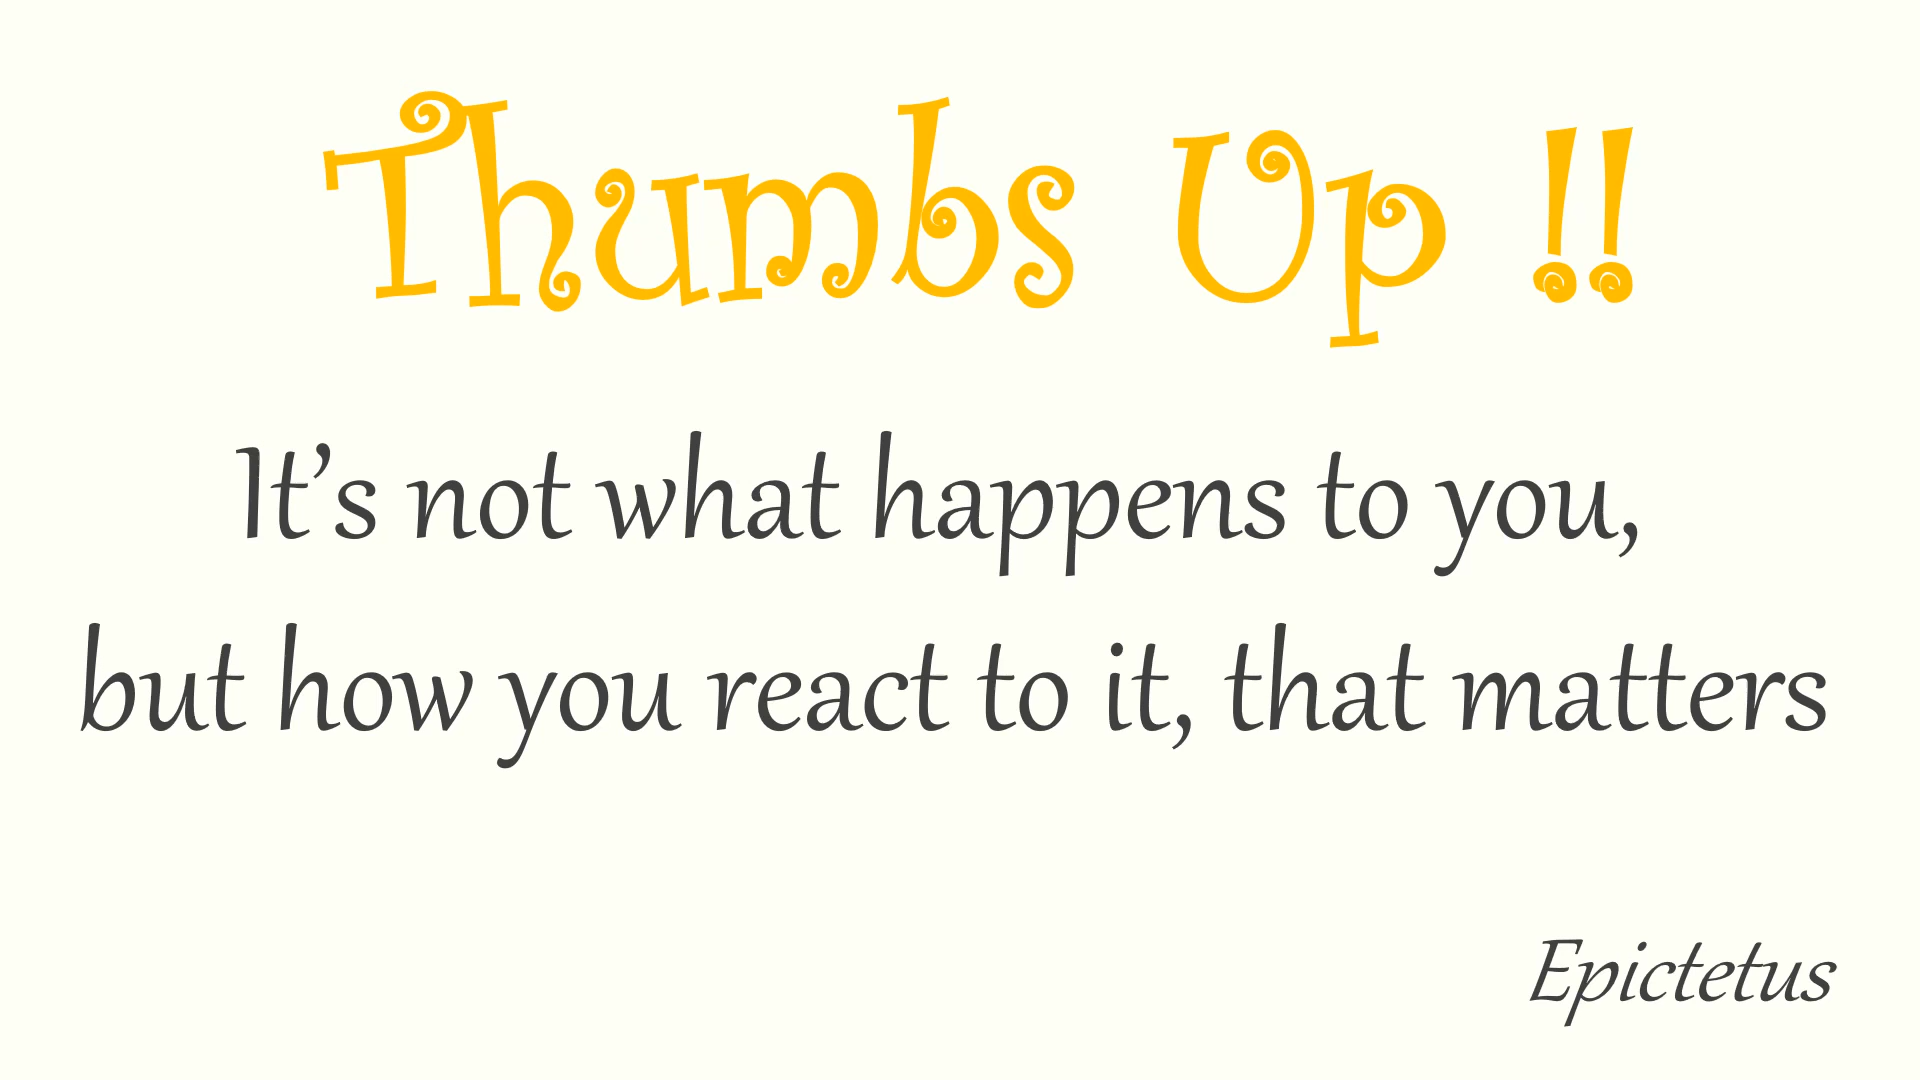 Thumbs Up !!
It’s not what happens to you,
but how you react to it, that matters
Epictetus